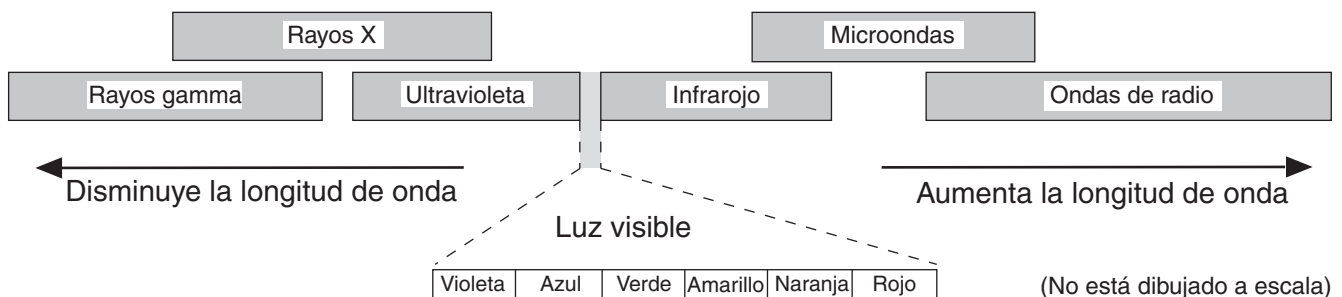 Rayos X
Microondas
Rayos gamma
Ultravioleta
Infrarojo
Ondas de radio
Disminuye la longitud de onda
Aumenta la longitud de onda
Luz visible
Violeta Azul Verde Amarillo Naranja Rojo
(No está dibujado a escala)